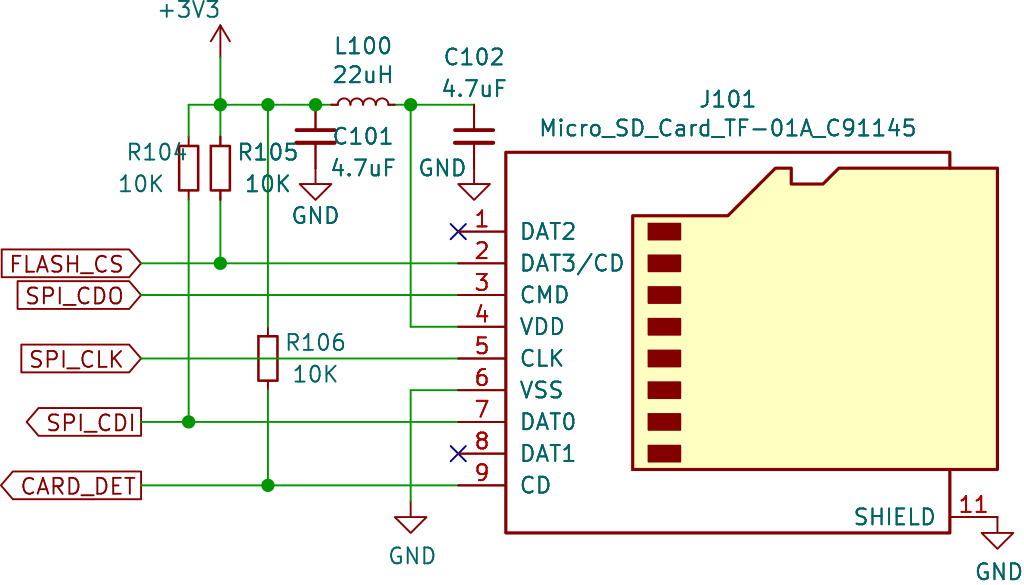 +3V3
L100
22uH
C102
4.7uF
J101
Micro_SD_Card_TF-01A_C91145
C101
4.7uF
R104
10K
R105
10K
GND
GND
1
DAT2
2
DAT3/CD
FLASH_CS
3
CMD
SPI_CDO
4
VDD
R106
10K
5
CLK
SPI_CLK
6
VSS
7
DAT0
SPI_CDI
8
DAT1
9
CD
CARD_DET
SHIELD
11
GND
GND